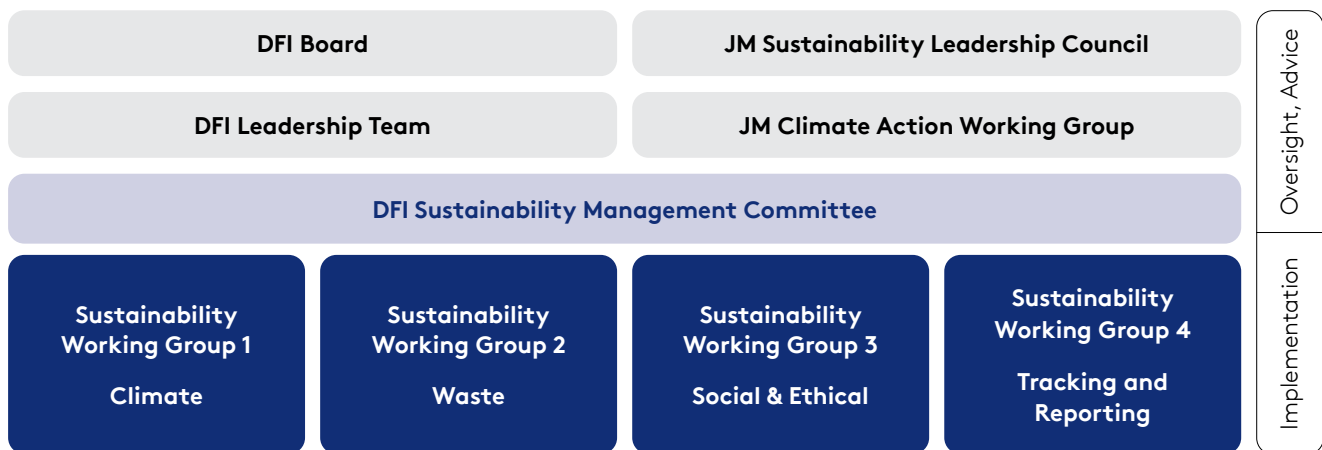 DFI Board
JM Sustainability Leadership Council
DFI Leadership Team
JM Climate Action Working Group
DFI Sustainability Management Committee
Sustainability
Working Group 1
Climate
Sustainability
Working Group 2
Waste
Sustainability
Working Group 3
Social & Ethical
Sustainability
Working Group 4
Tracking and
Reporting
Oversight, Advice
Implementation